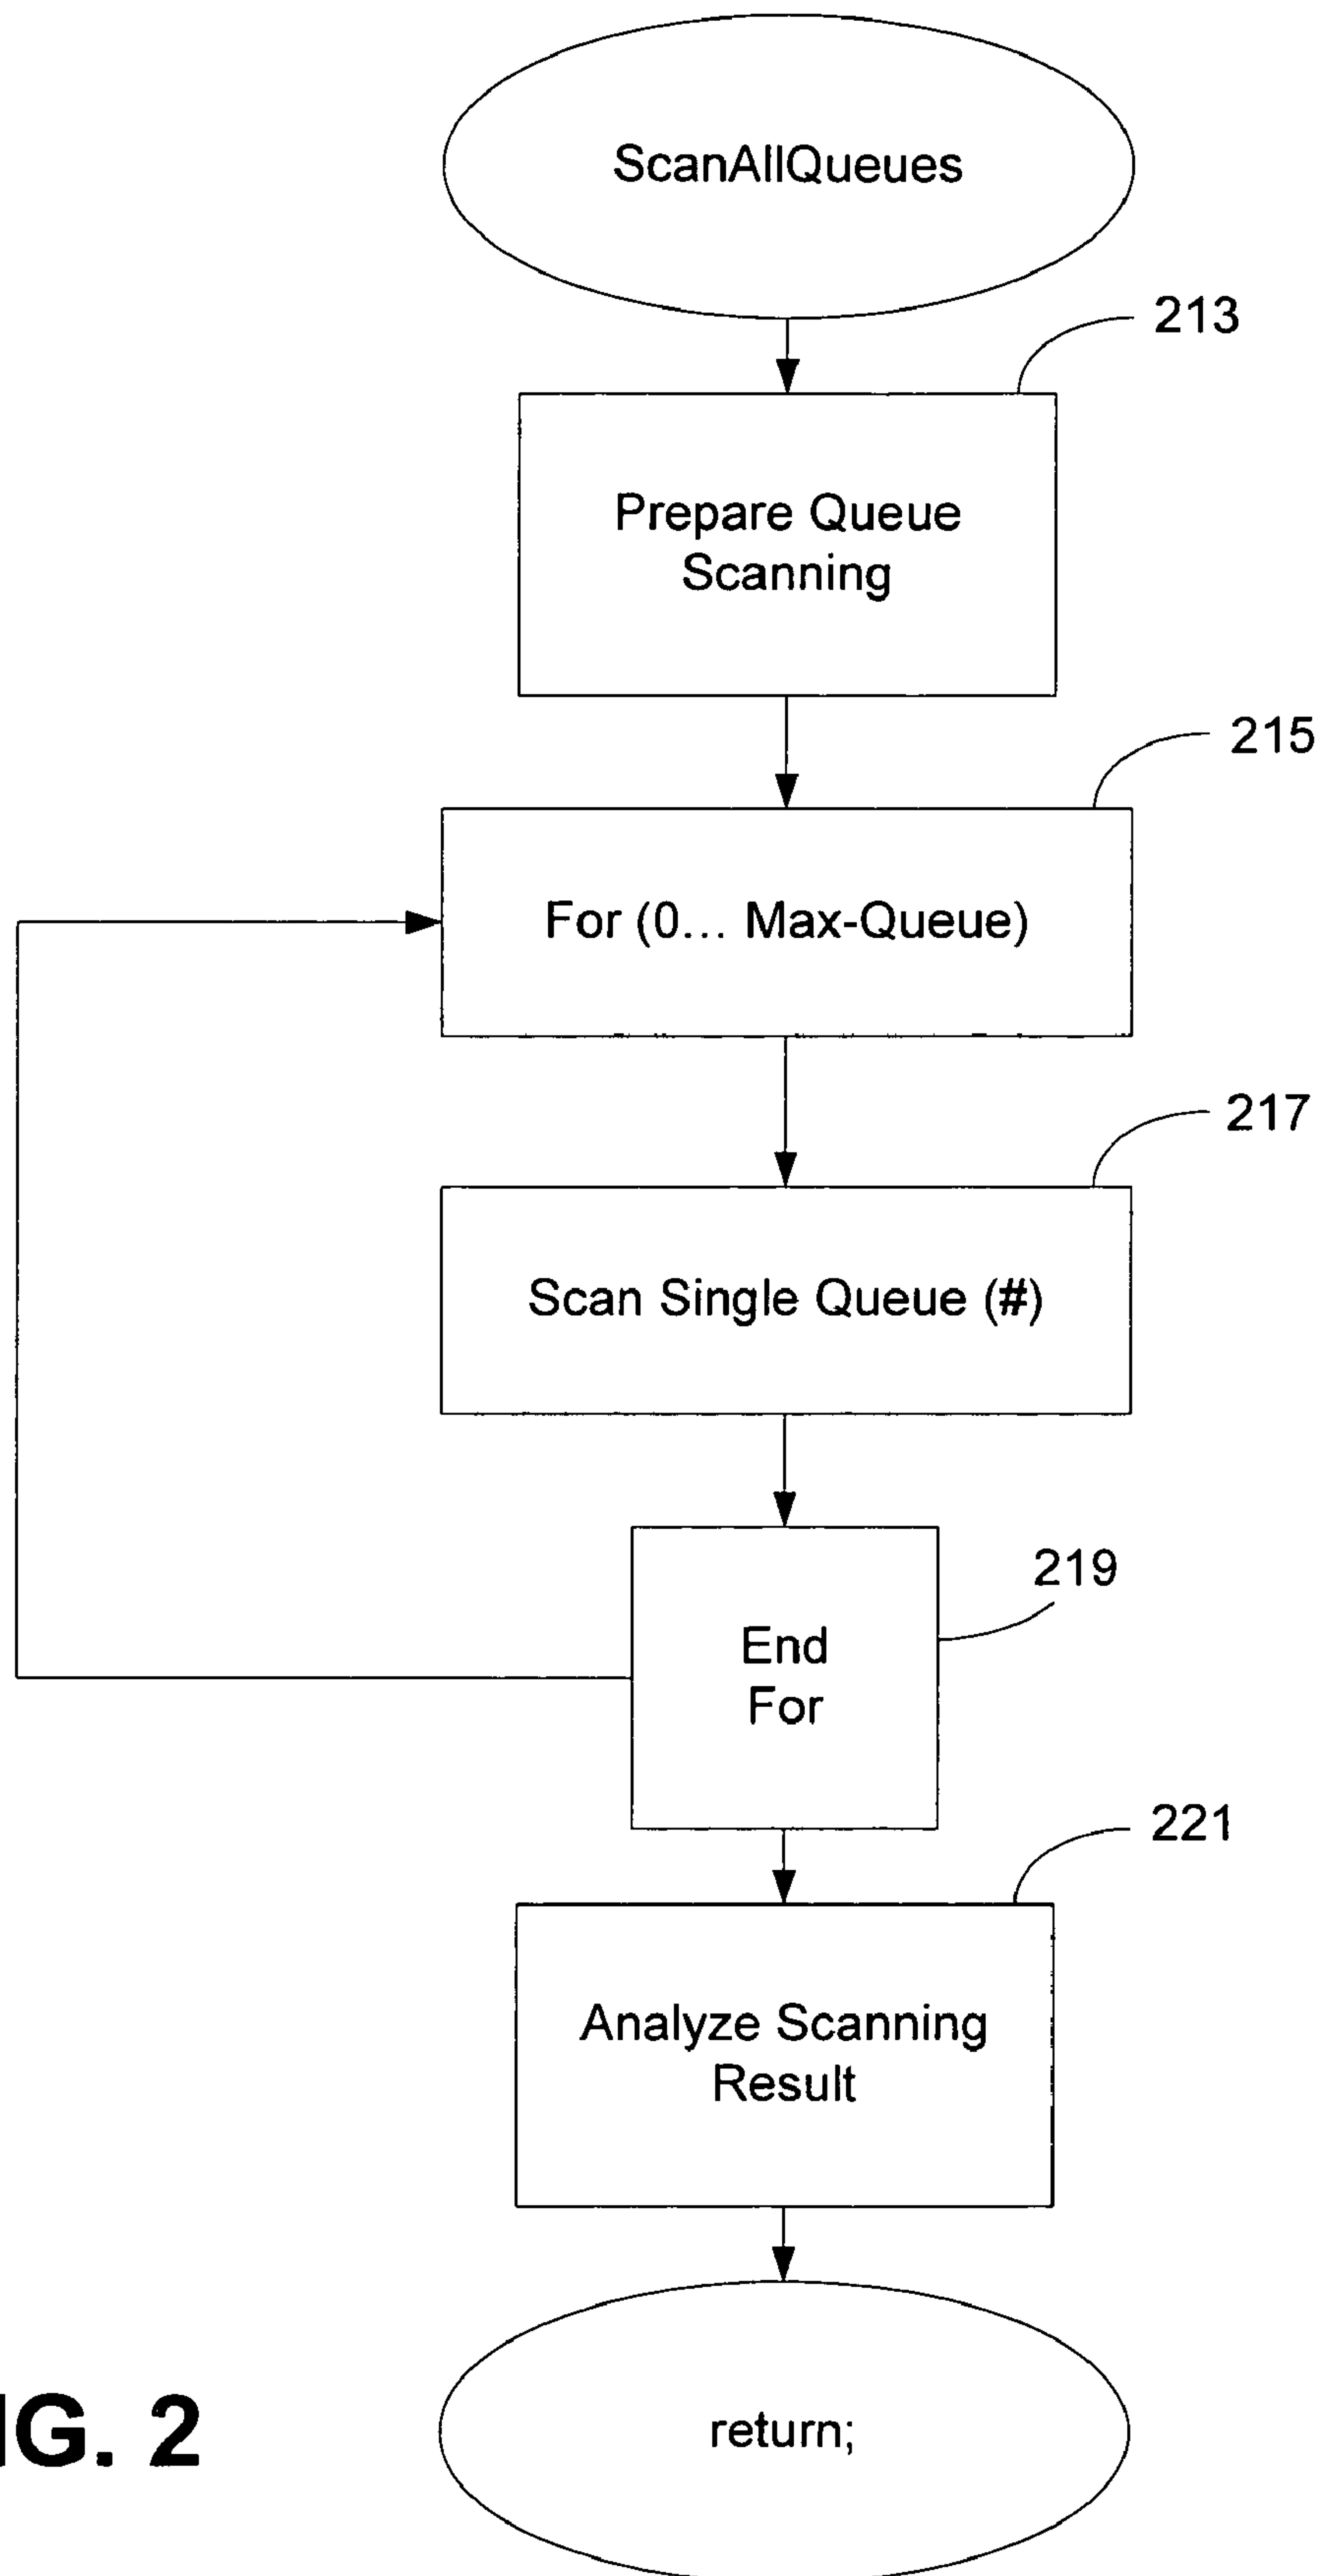 ScanAllQueues
213
Prepare Queue
Scanning
215
For (0... Max-Queue)
217
Scan Single Queue (#)
219
End
For
221
Analyze Scanning
Result
return;
IG. 2